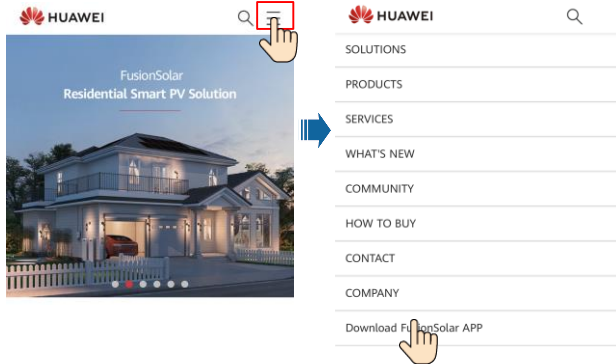 HUAWEI
FusionSolar
Residential Smart PV Solution
HUAWEI
SOLUTIONS
PRODUCTS
SERVICES
WHAT'S NEW
COMMUNITY
HOW TO BUY
CONTACT
COMPANY
Download FusionSolar APP